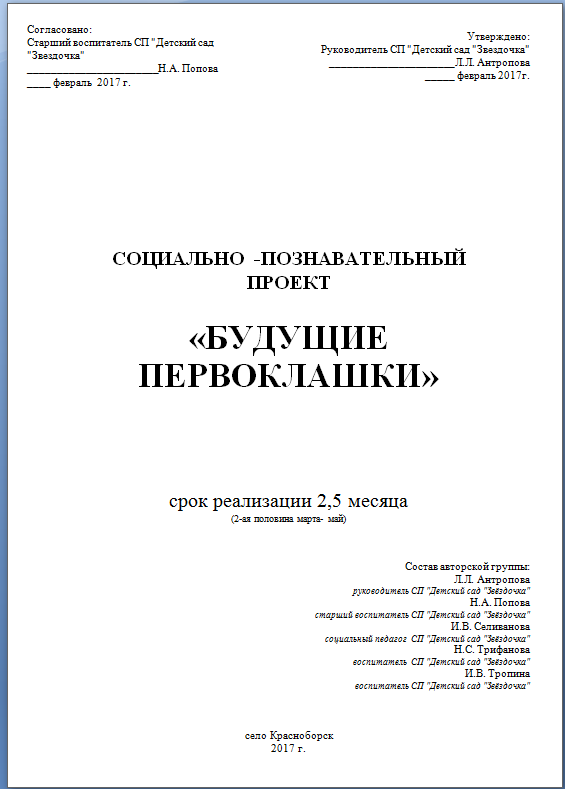 Согласовано:
Старший воспитатель СП "Детский сад
"Звездочка"
______________________Н.А. Попова
____ февраль 2017 г.
Утверждено:
Руководитель СП "Детский сад "Звездочка"
_____________________Л.Л. Антропова
_____ февраль 2017г.
СОЦИАЛЬНО -ПОЗНАВАТЕЛЬНЫЙ
ПРОЕКТ
«БУДУЩИЕ
ПЕРВОКЛАШКИ»
срок реализации 2,5 месяца
(2-ая половина марта- май)
Состав авторской группы:
Л.Л. Антропова
руководитель СП "Детский сад "Звёздочка"
Н.А. Попова
старший воспитатель СП "Детский сад "Звёздочка"
И.В. Селиванова
социальный педагог СП "Детский сад "Звёздочка"
Н.С. Трифанова
воспитатель СП "Детский сад "Звёздочка"
И.В. Тропина
воспитатель СП "Детский сад "Звёздочка"
село Красноборск
2017 г.